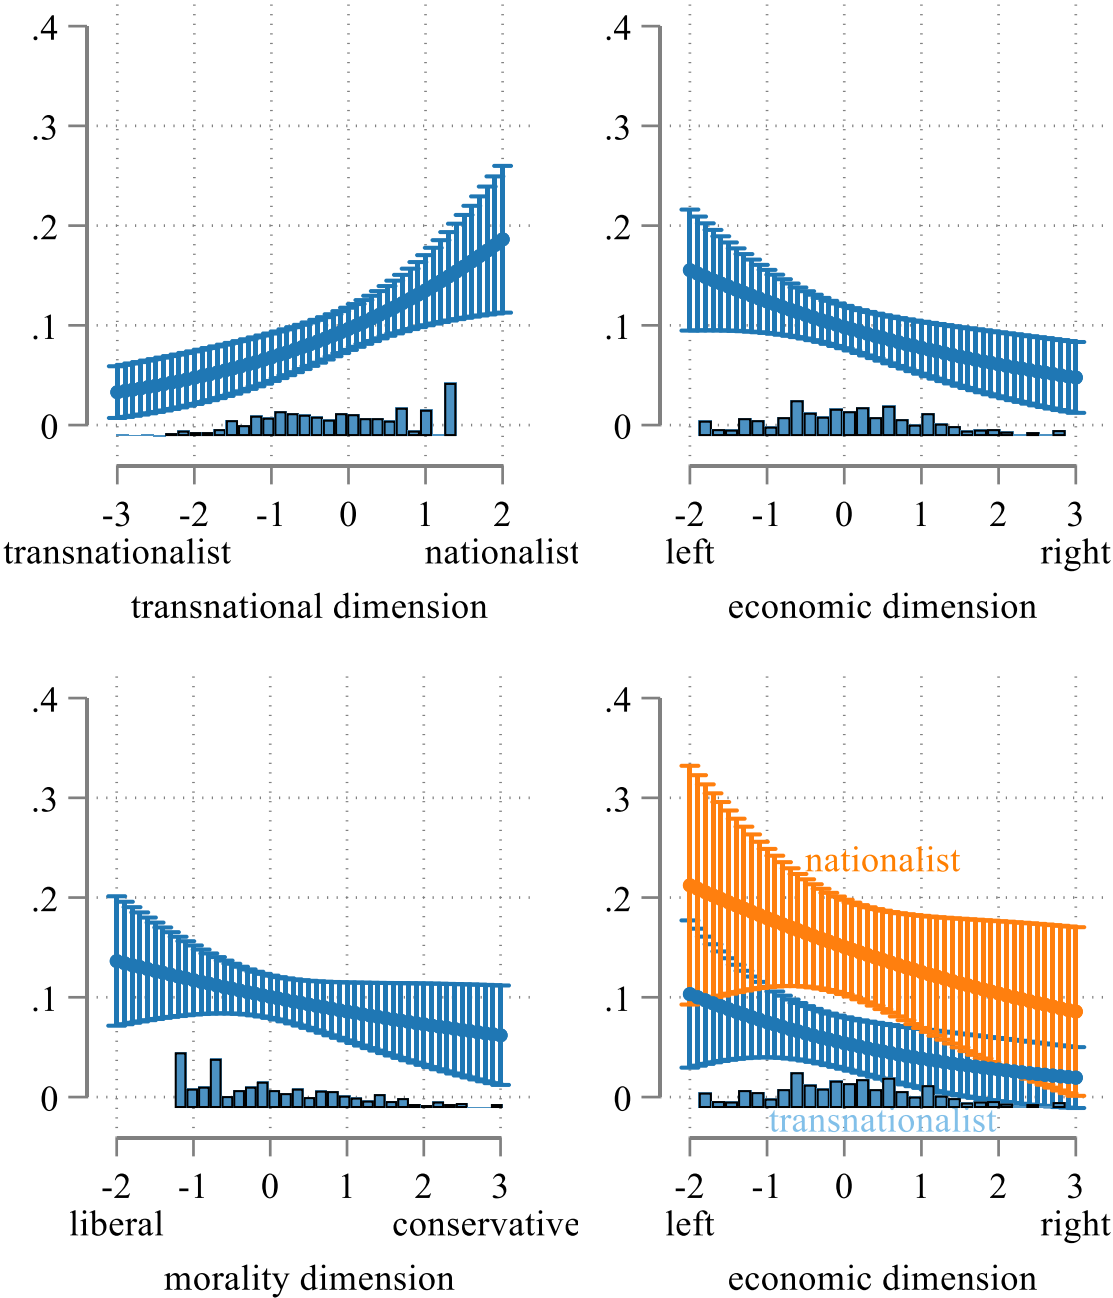 .4
.3
.2
.1
0
-3 -2 -1 0 1 2
transnationalist nationalist
transnational dimension
.4
.3
.2
.1
0
-2 -1 0 1 2 3
left right
economic dimension
.4
.3
.2
.1
0
-2 -1 0 1 2 3
liberal conservative
morality dimension
.4
.3
.2
.1
0
nationalist
transnationalist
-2 -1 0 1 2 3
left right
economic dimension